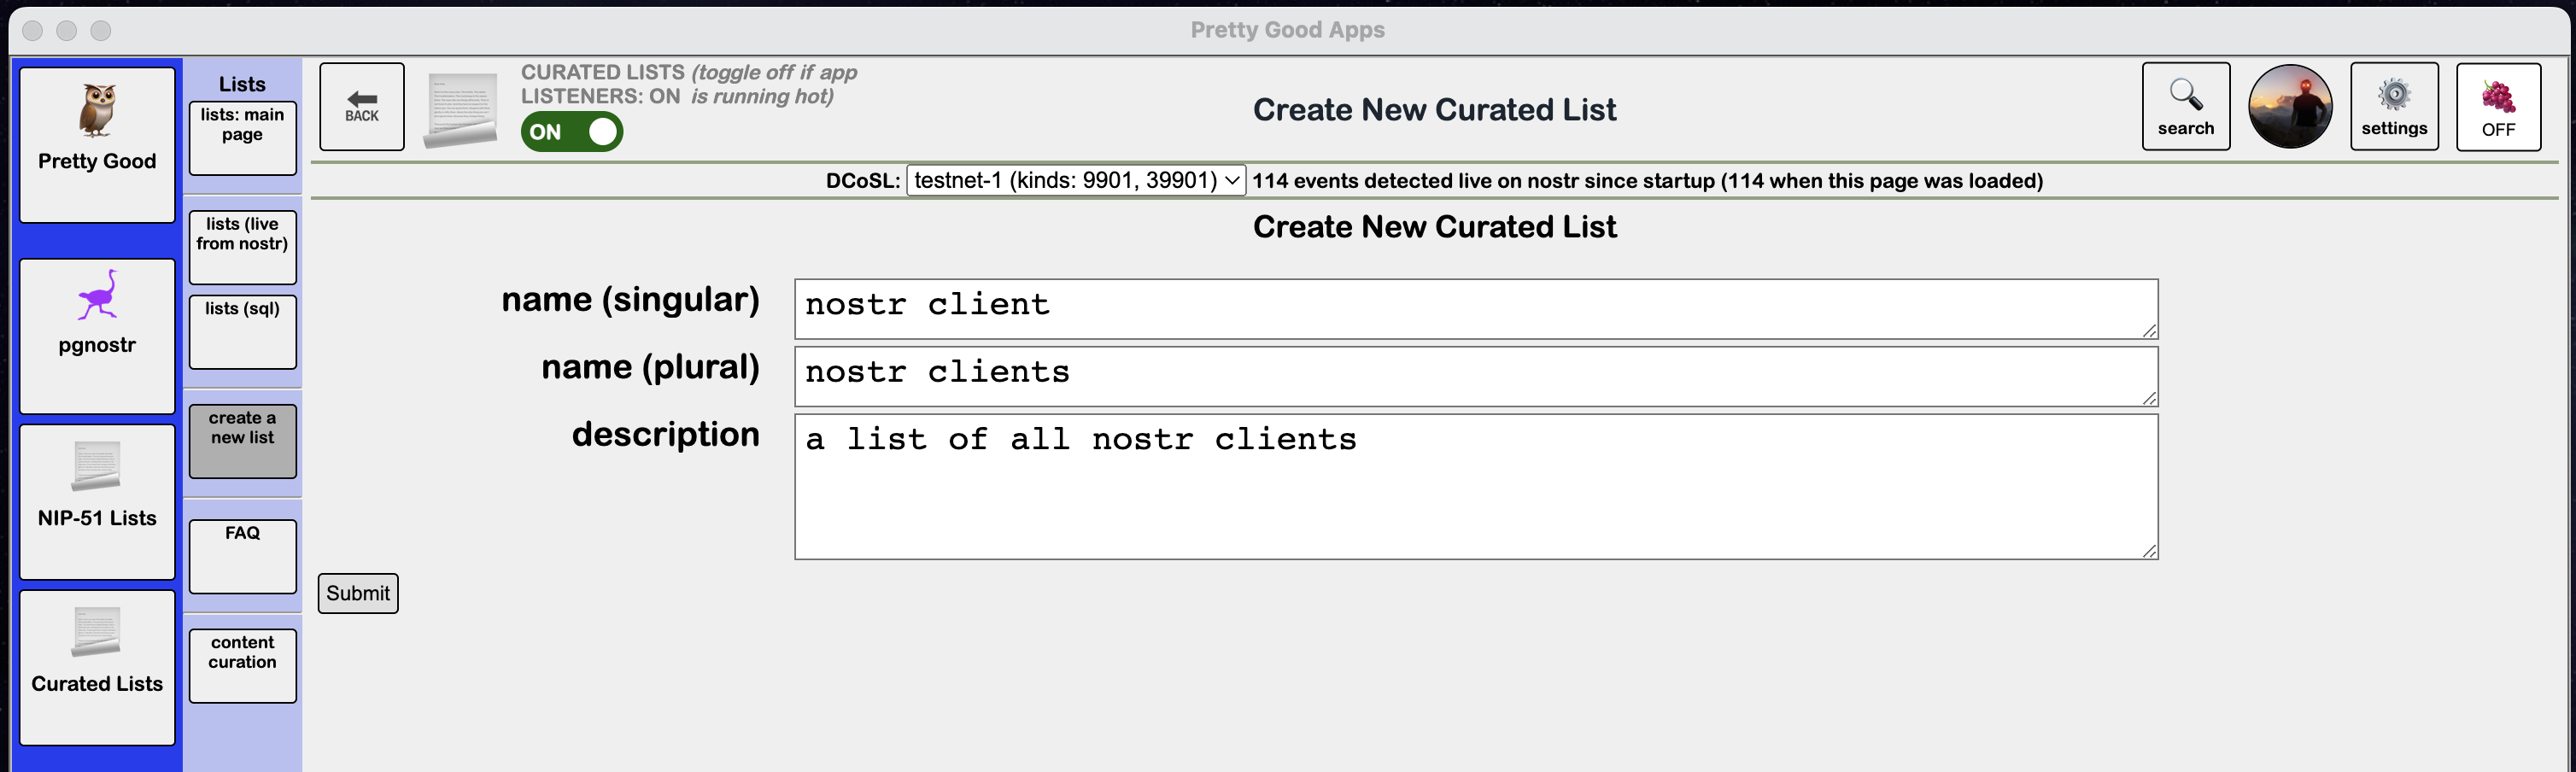 Pretty Good Apps
Pretty Good
pgnostr
NIP-51 Lists
Curated Lists
Lists
lists: main
page
lists (live
from nostr)
lists (sql)
create a
new list
FAQ
content
curation
BACK
CURATED LISTS (toggle off if app
LISTENERS: ON is running hot)
ON
Create New Curated List
search
settings
OFF
DCoSL: testnet-1 (kinds: 9901, 39901) 114 events detected live on nostr since startup (114 when this page was loaded)
Create New Curated List
name (singular) nostr client
name (plural) nostr clients
description a list of all nostr clients
Submit